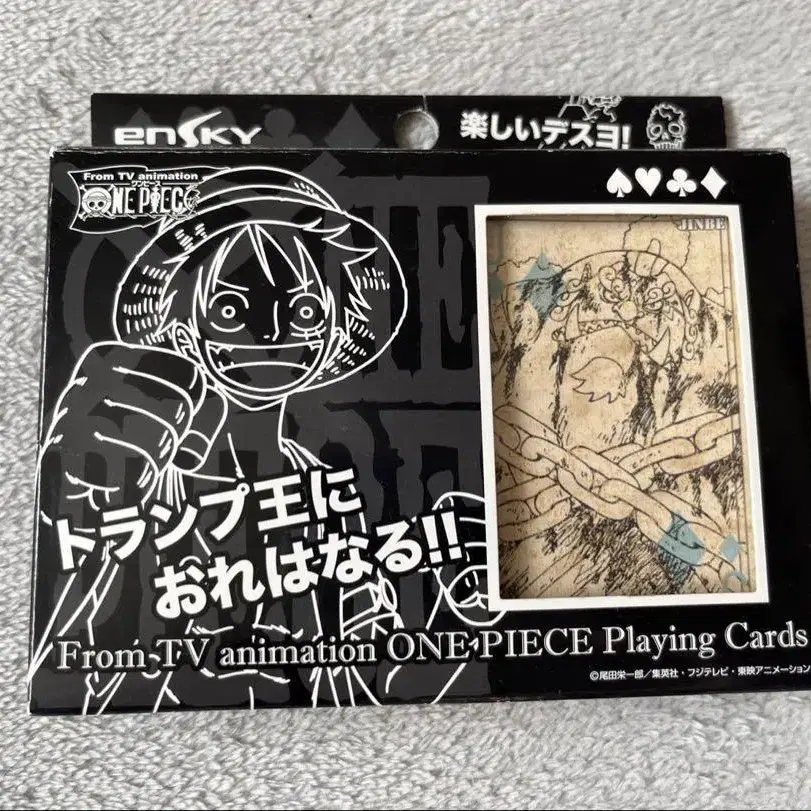 enSKY
楽しいデスヨ!
From TV animation
ワンピース
ONE PIECE
JINBE
トランプ王に
おれはなる!!
From TV animation ONE PIECE Playing Cards
©尾田栄一郎/集英社・フジテレビ・東映アニメーション